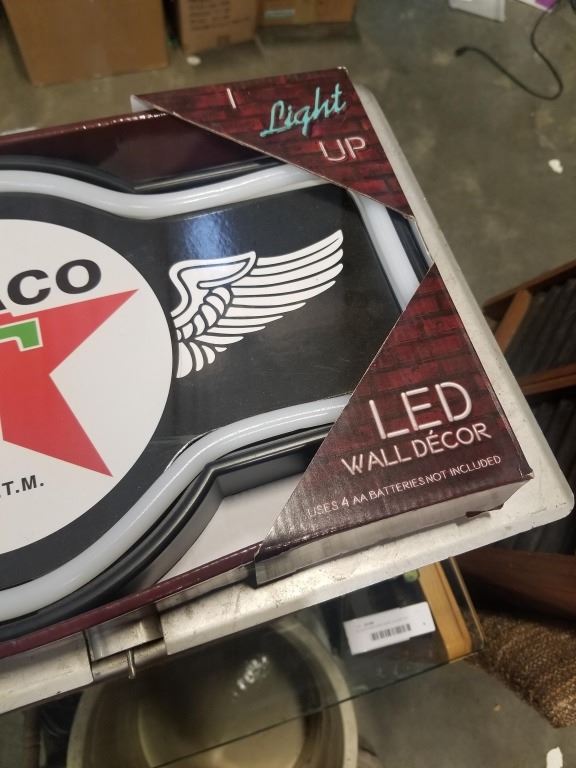 Light
UP
ACO
T
T.M.
LED
WALL DÉCOR
USES 4 AA BATTERIES NOT INCLUDED